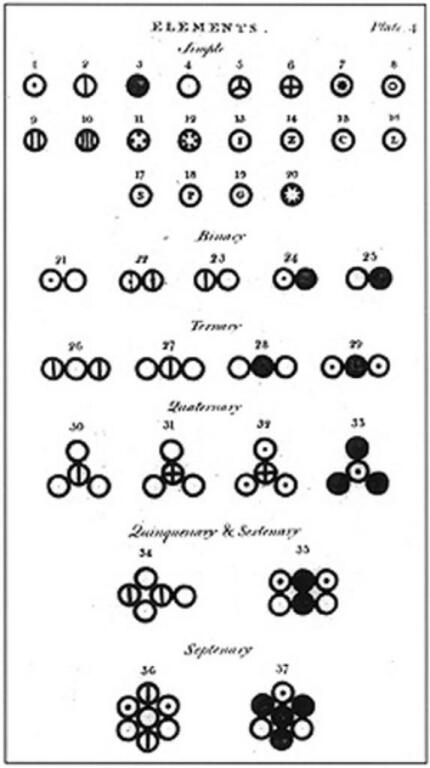 ELEMENTS. Plate. 4
Simple
1 2 3 4 5 6 7 8
9 10 11 12 13 14 15 16
I Z C L
17 18 19 20
S P G
Binary
21 22 23 24 25
Ternary
26 27 28 29
Quaternary
30 31 32 33
Quinquenary & Sextenary
34 35
Septenary
36 37